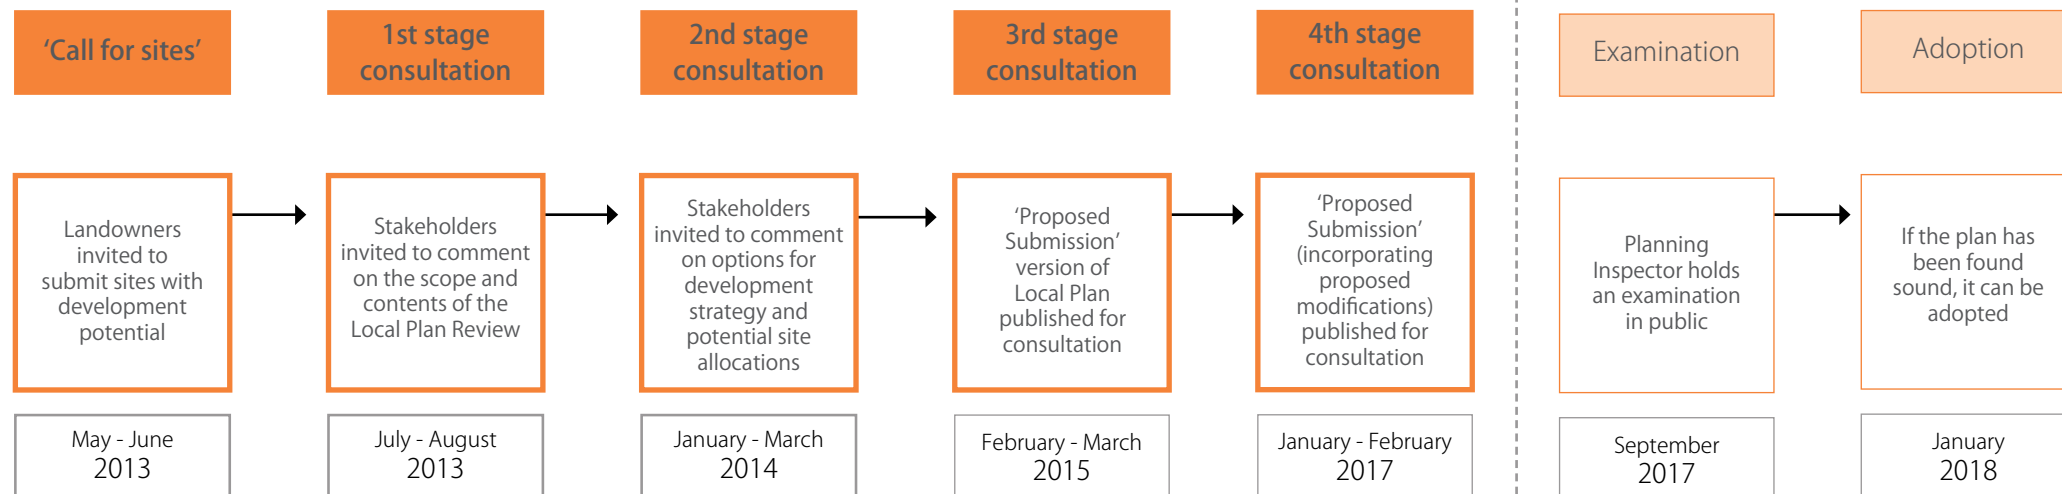 ‘Call for sites’
1st stage
consultation
2nd stage
consultation
3rd stage
consultation
4th stage
consultation
Examination
Adoption
Landowners
invited to
submit sites with
development
potential
Stakeholders
invited to comment
on the scope and
contents of the
Local Plan Review
Stakeholders
invited to comment
on options for
development
strategy and
potential site
allocations
‘Proposed
Submission’
version of
Local Plan
published for
consultation
‘Proposed
Submission’
(incorporating
proposed
modifications)
published for
consultation
Planning
Inspector holds
an examination
in public
If the plan has
been found
sound, it can be
adopted
May - June
2013
July - August
2013
January - March
2014
February - March
2015
January - February
2017
September
2017
January
2018